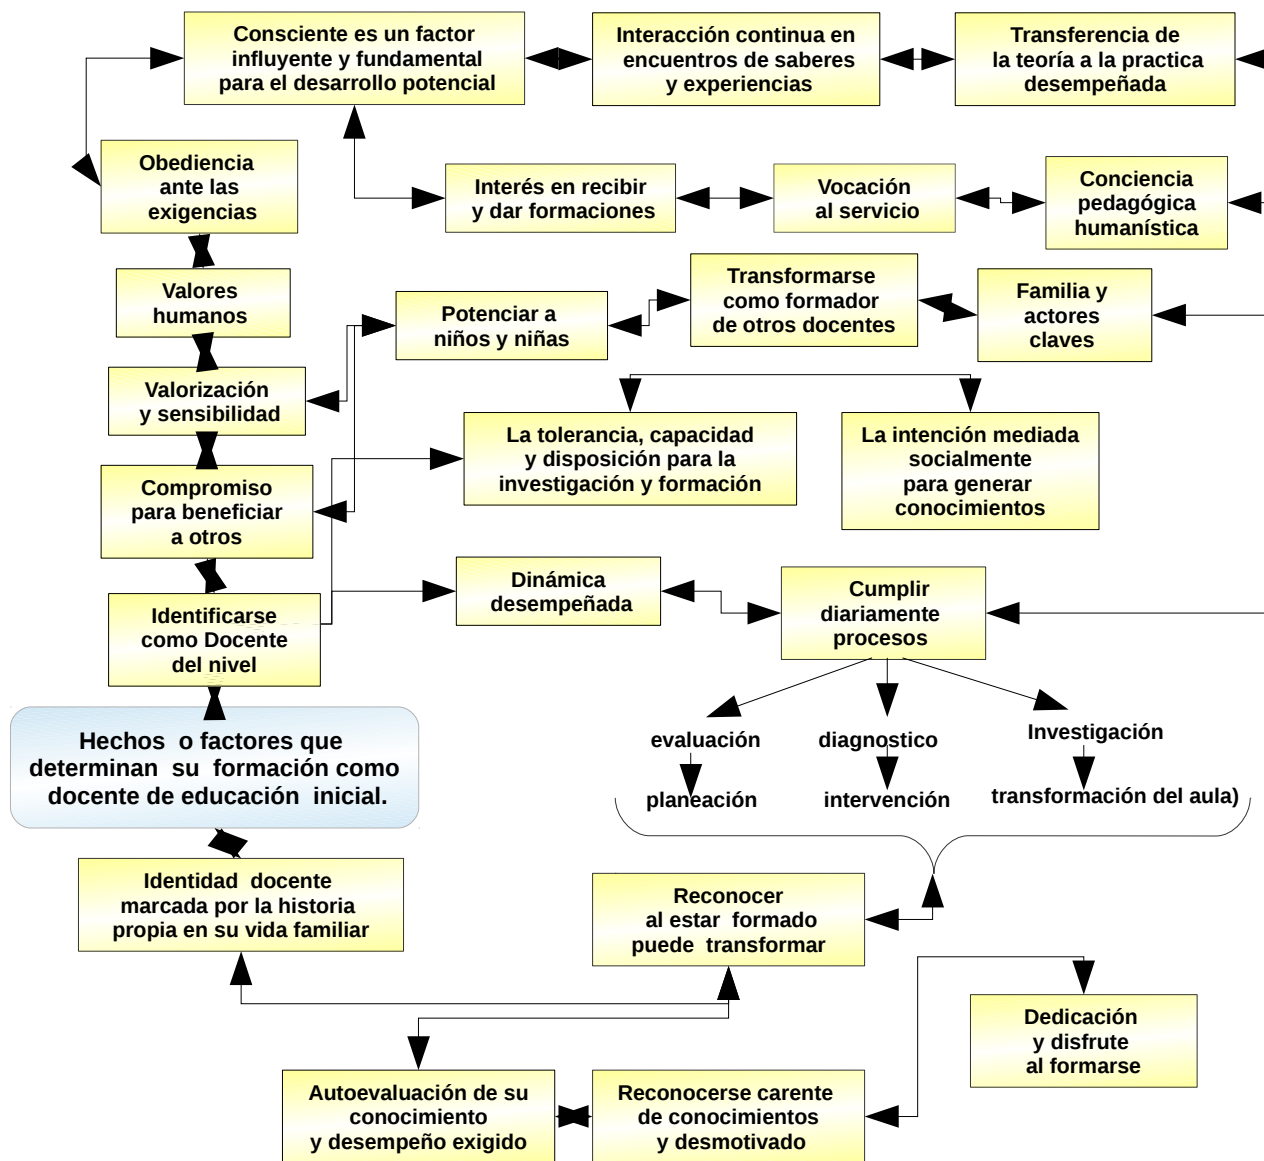 Consciente es un factor
influyente y fundamental
para el desarrollo potencial
Interacción continua en
encuentros de saberes
y experiencias
Transferencia de
la teoría a la practica
desempeñada
Obediencia
ante las
exigencias
Interés en recibir
y dar formaciones
Vocación
al servicio
Conciencia
pedagógica
humanística
Valores
humanos
Potenciar a
niños y niñas
Transformarse
como formador
de otros docentes
Familia y
actores
claves
Valorización
y sensibilidad
La tolerancia, capacidad
y disposición para la
investigación y formación
La intención mediada
socialmente
para generar
conocimientos
Compromiso
para beneficiar
a otros
Identificarse
como Docente
del nivel
Dinámica
desempeñada
Cumplir
diariamente
procesos
Hechos o factores que
determinan su formación como
docente de educación inicial.
evaluación
diagnostico
Investigación
planeación
intervención
transformación del aula)
Identidad docente
marcada por la historia
propia en su vida familiar
Reconocer
al estar formado
puede transformar
Dedicación
y disfrute
al formarse
Autoevaluación de su
conocimiento
y desempeño exigido
Reconocerse carente
de conocimientos
y desmotivado